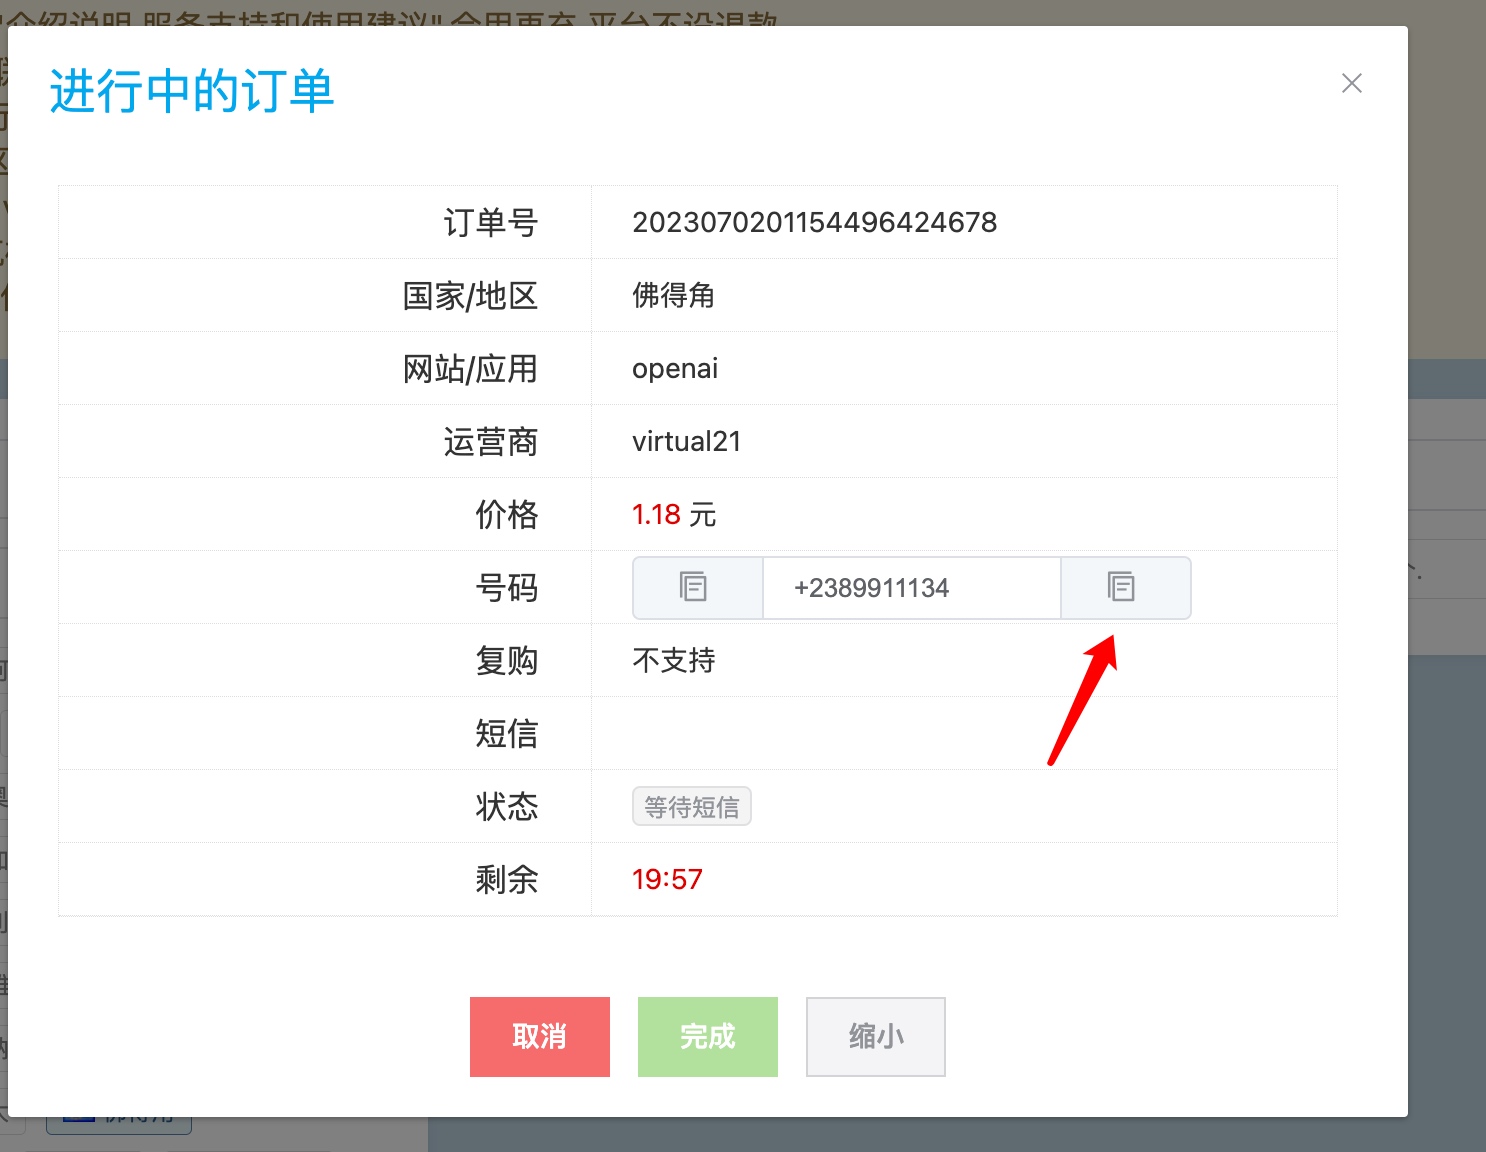 介绍说明,服务支持和使用建议",会用再充,平台不设退款
进行中的订单
订单号 2023070201154496424678
国家/地区 佛得角
网站/应用 openai
运营商 virtual21
价格 1.18 元
号码 +2389911134
复购 不支持
短信
状态 等待短信
剩余 19:57
取消 完成 缩小
佛得角